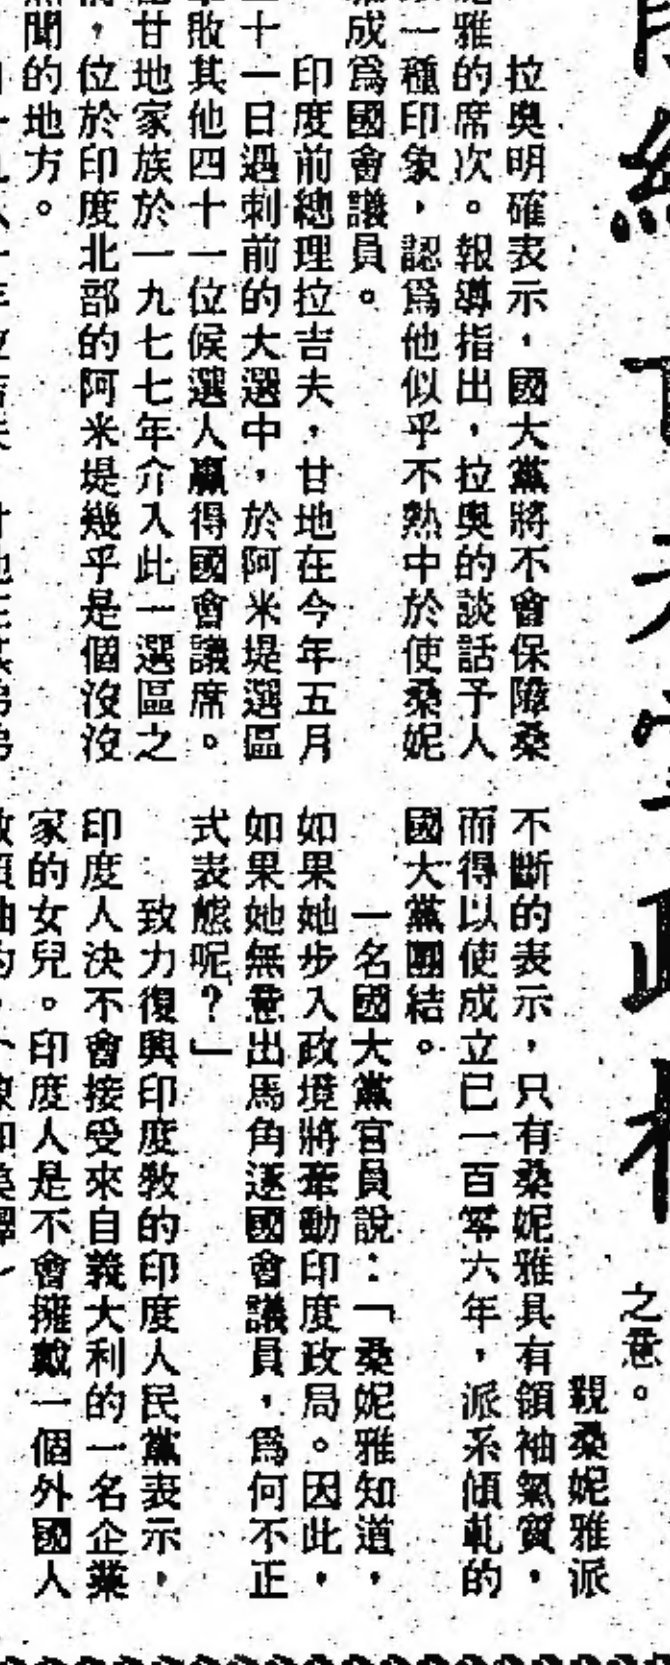 拉奧明確表示，國大黨將不會保障桑
雅的席次。報導指出，拉奧的談話予人
一種印象，認爲他似乎不熱中於使桑妮
成爲國會議員。
印度前總理拉吉夫，甘地在今年五月
十一日遇刺前的大選中，於阿米堤選區
敗其他四十一位候選人贏得國會議席。
甘地家族於一九七七年介入此一選區之
，位於印度北部的阿米堤幾乎是個沒沒
聞的地方。
之意。
親桑妮雅派
不斷的表示，只有桑妮雅具有領袖氣質，
而得以使成立已一百零六年，派系傾軋的
國大黨團結。
一名國大黨官員說：「桑妮雅知道，
如果她步入政境將牽動印度政局。因此，
如果她無意出馬角逐國會議員，爲何不正
式表態呢？」
致力復興印度教的印度人民黨表示，
印度人決不會接受來自義大利的一名企業
家的女兒。印度人是不會擁戴一個外國人